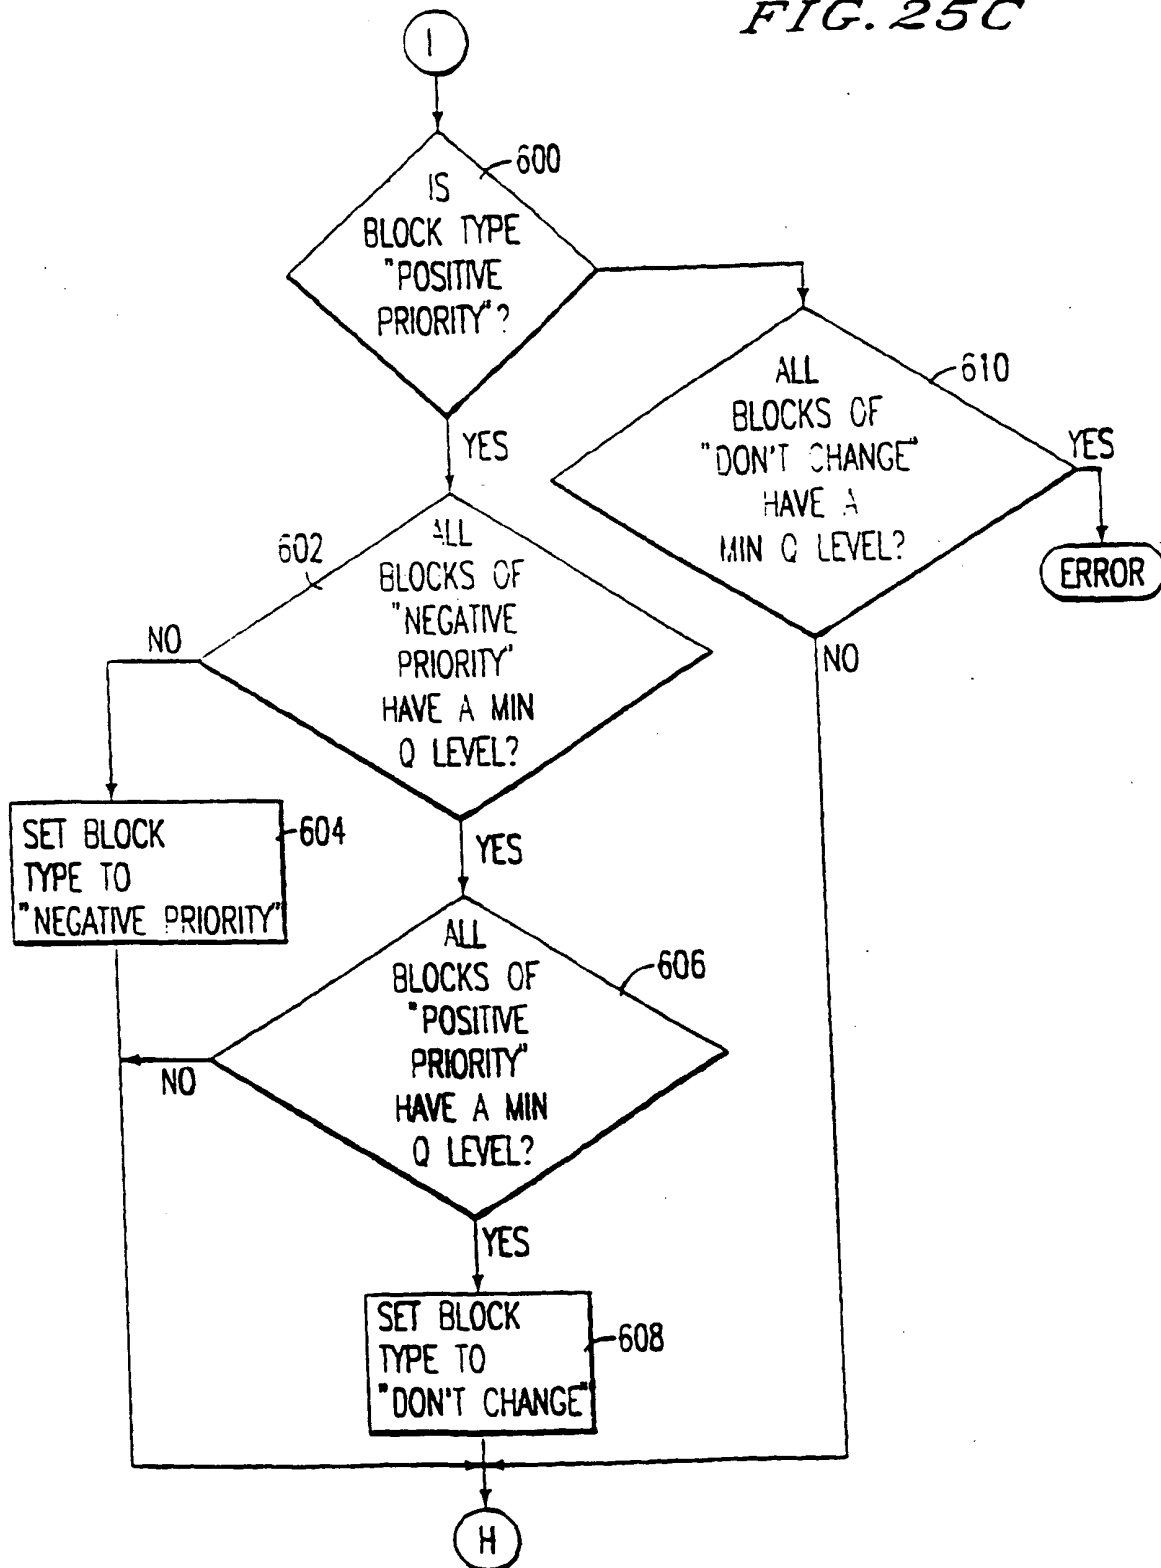 FIG. 25C
I
600
IS
BLOCK TYPE
"POSITIVE
PRIORITY"?
610
ALL
BLOCKS OF
"DON'T CHANGE"
HAVE A
MIN Q LEVEL?
YES
ERROR
NO
YES
602
ALL
BLOCKS OF
"NEGATIVE
PRIORITY"
HAVE A MIN
Q LEVEL?
NO
604
SET BLOCK
TYPE TO
"NEGATIVE PRIORITY"
YES
606
ALL
BLOCKS OF
"POSITIVE
PRIORITY"
HAVE A MIN
Q LEVEL?
NO
YES
608
SET BLOCK
TYPE TO
"DON'T CHANGE"
H